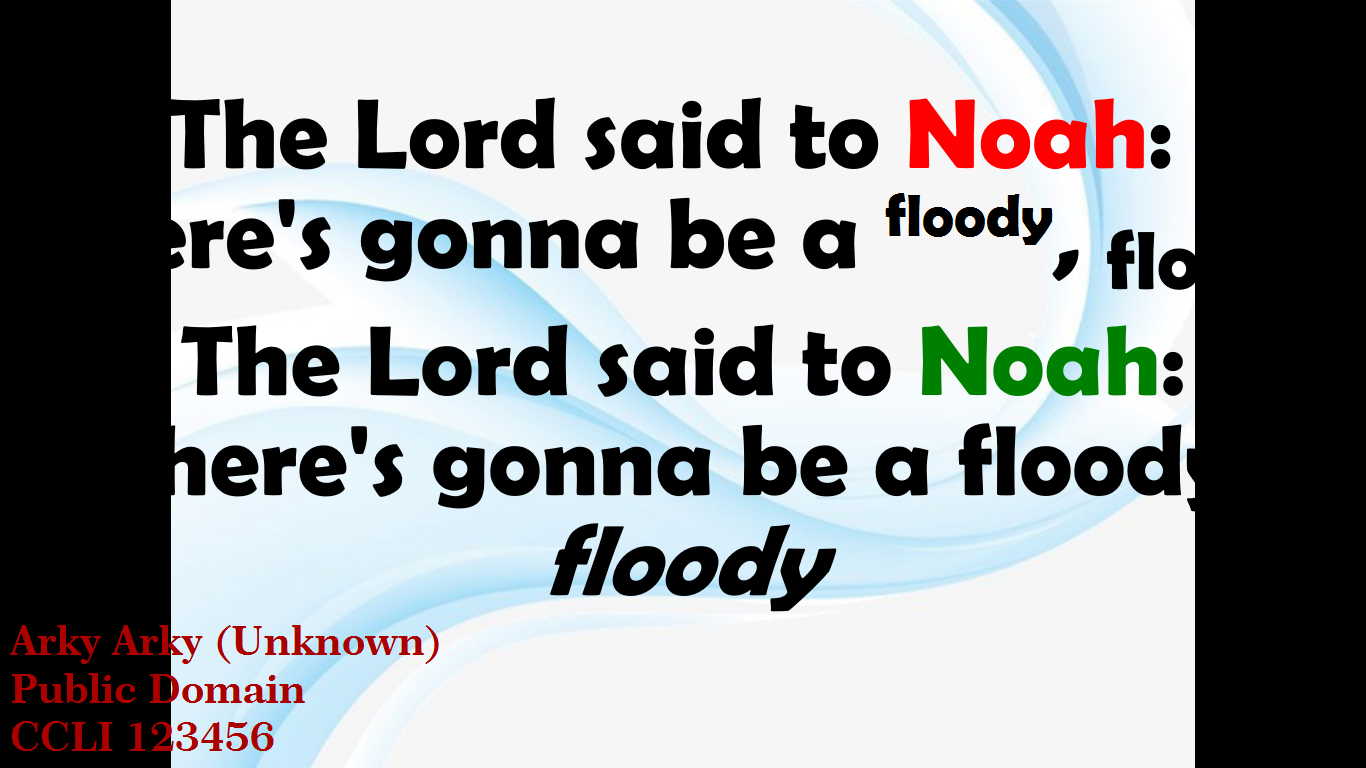 The Lord said to Noah:
ere's gonna be a floody, flo
The Lord said to Noah:
here's gonna be a floody
floody
Arky Arky (Unknown)
Public Domain
CCLI 123456